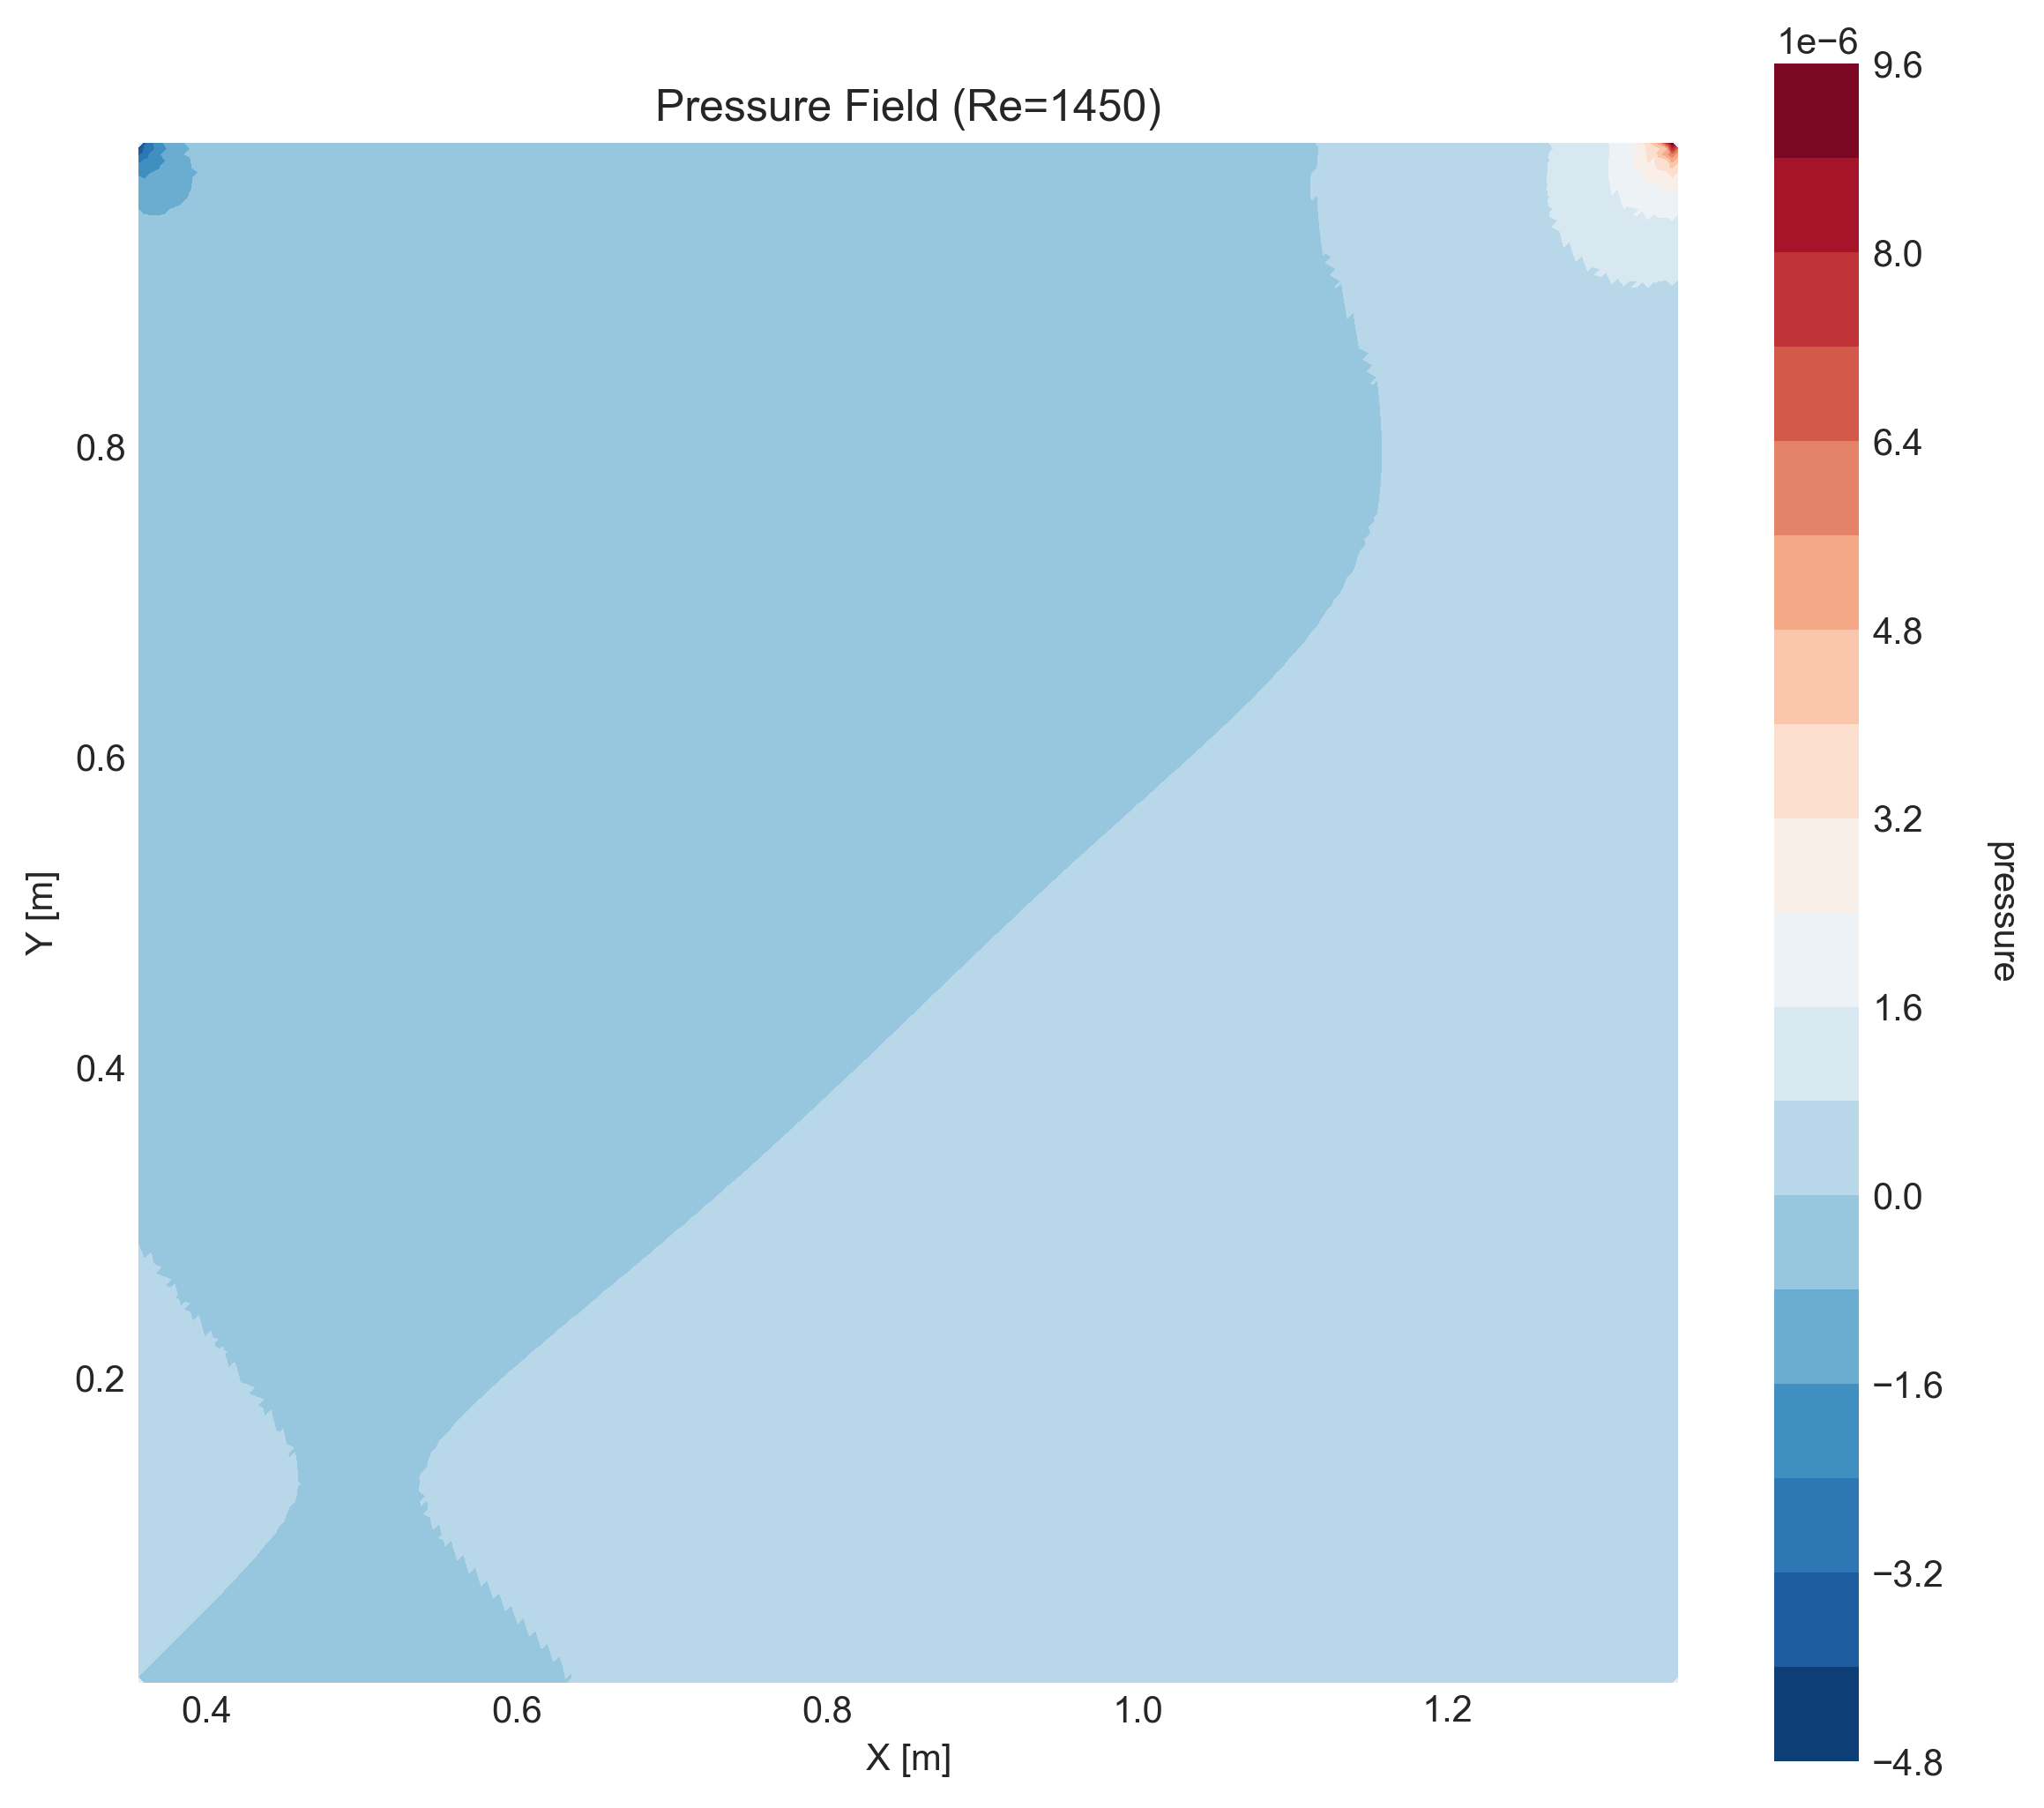 1e−6
Pressure Field (Re=1450)
9.6
8.0
6.4
4.8
3.2
1.6
0.0
−1.6
−3.2
−4.8
pressure
0.8
0.6
0.4
0.2
Y [m]
0.4 0.6 0.8 1.0 1.2
X [m]